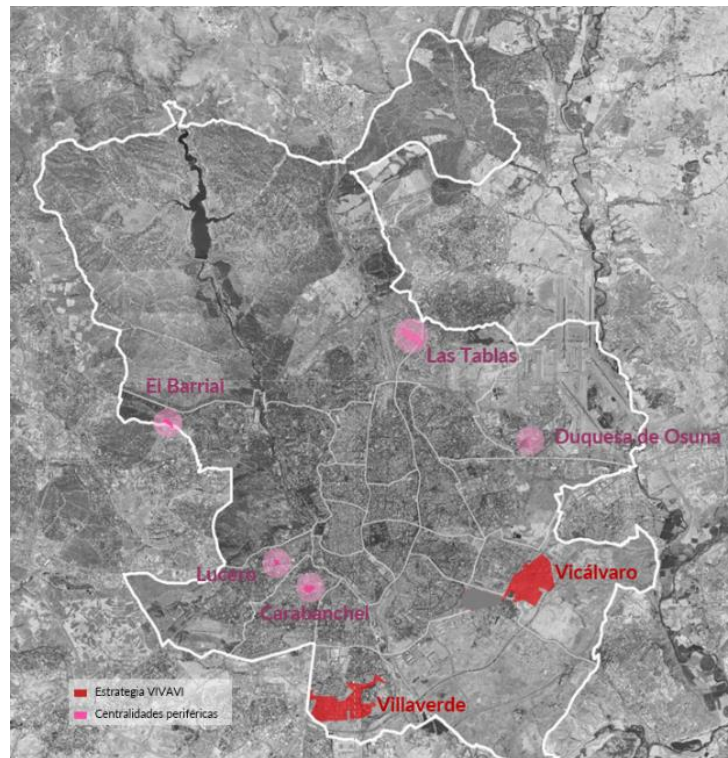 Las Tablas
El Barrial
Duquesa de Osuna
Lucero
Vicálvaro
Carabanchel
Estrategia VIVAVI
Villaverde
Centralidades periféricas